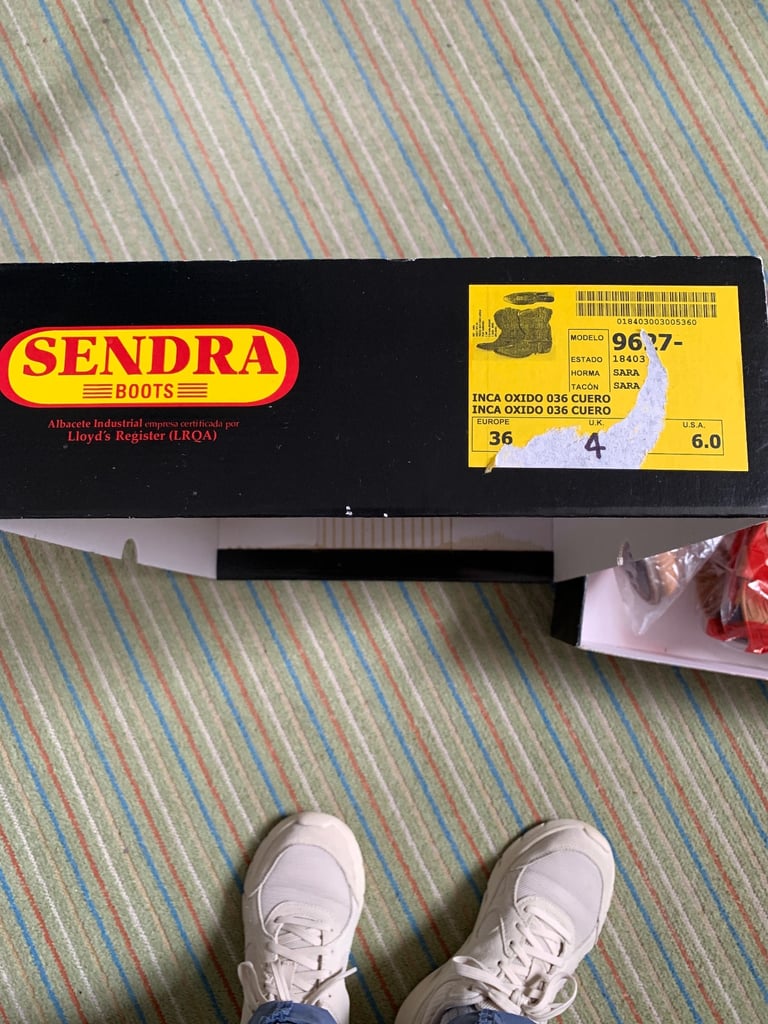 SENDRA
BOOTS
Albacete Industrial empresa certificada por
Lloyd's Register (LRQA)
018403003005360
MODELO
ESTADO 18403
HORMA SARA
TACÓN SARA
INCA OXIDO 036 CUERO
INCA OXIDO 036 CUERO
EUROPE U.K. U.S.A.
36 4 6.0